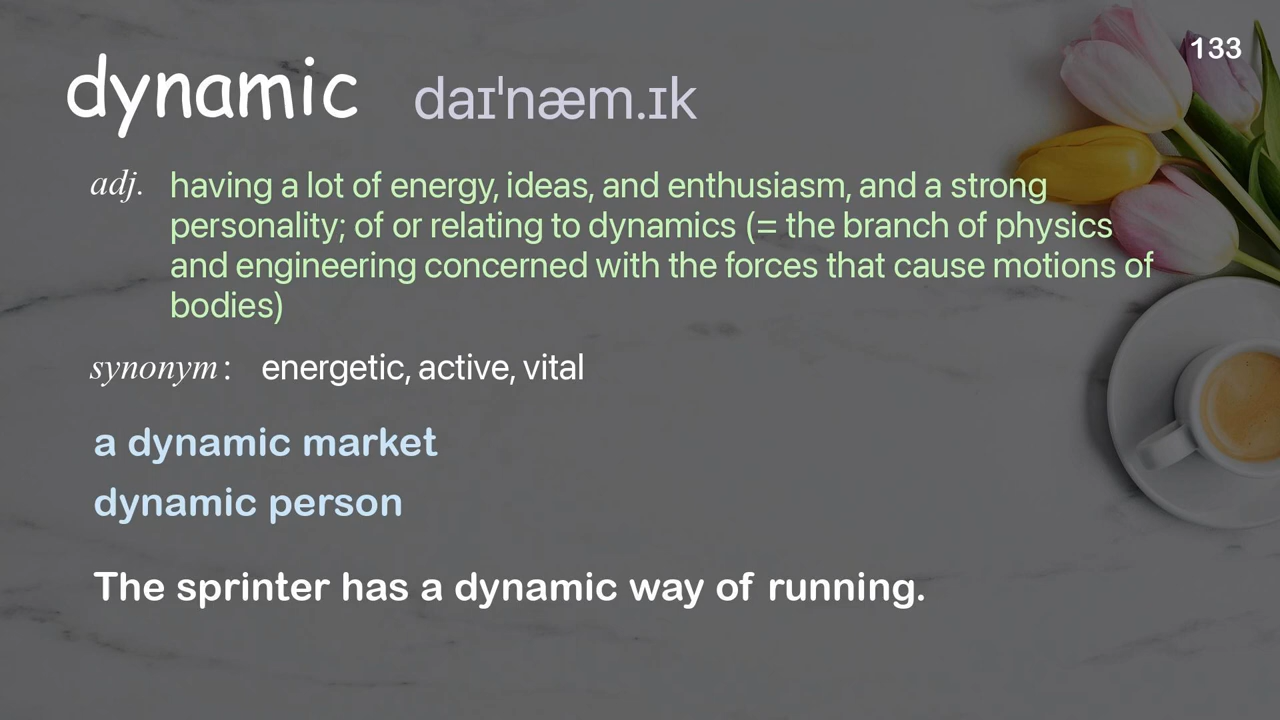 133
dynamic daɪˈnæm.ɪk
adj. having a lot of energy, ideas, and enthusiasm, and a strong
personality; of or relating to dynamics (= the branch of physics
and engineering concerned with the forces that cause motions of
bodies)
synonym: energetic, active, vital
a dynamic market
dynamic person
The sprinter has a dynamic way of running.